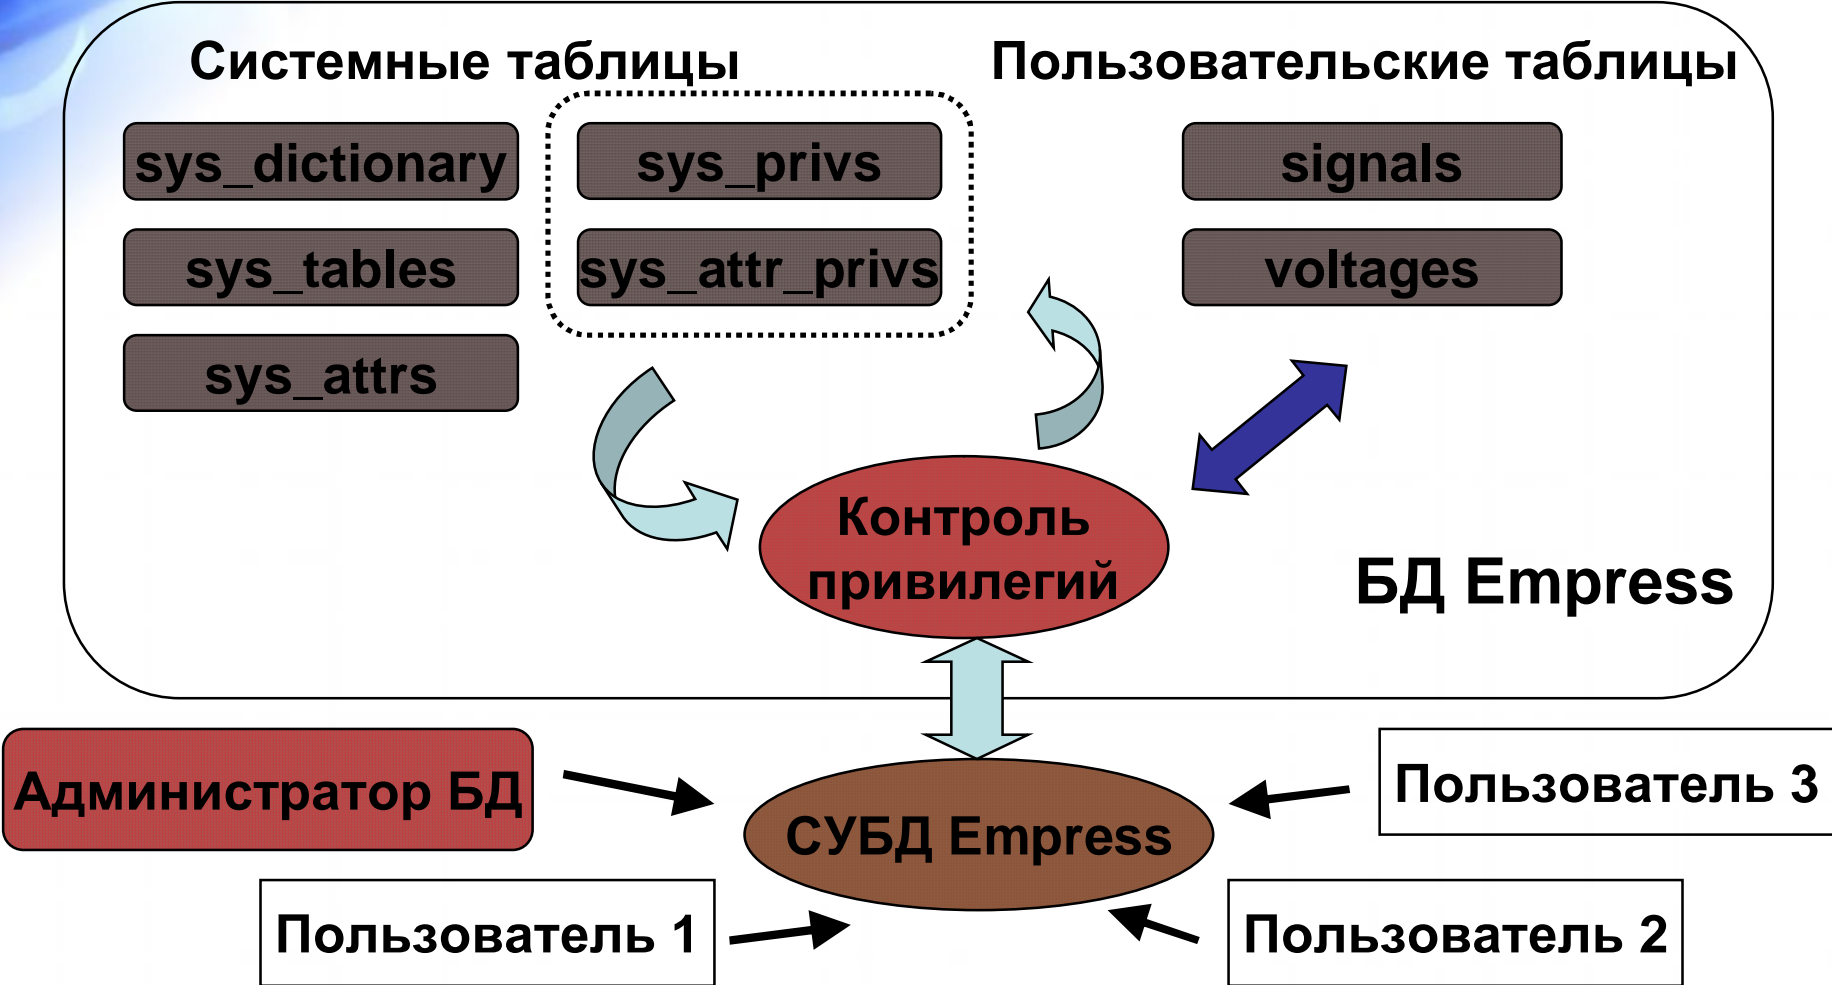 Системные таблицы
Пользовательские таблицы
sys_dictionary
sys_privs
signals
sys_tables
sys_attr_privs
voltages
sys_attrs
Контроль
привилегий
БД Empress
Администратор БД
Пользователь 3
СУБД Empress
Пользователь 1
Пользователь 2